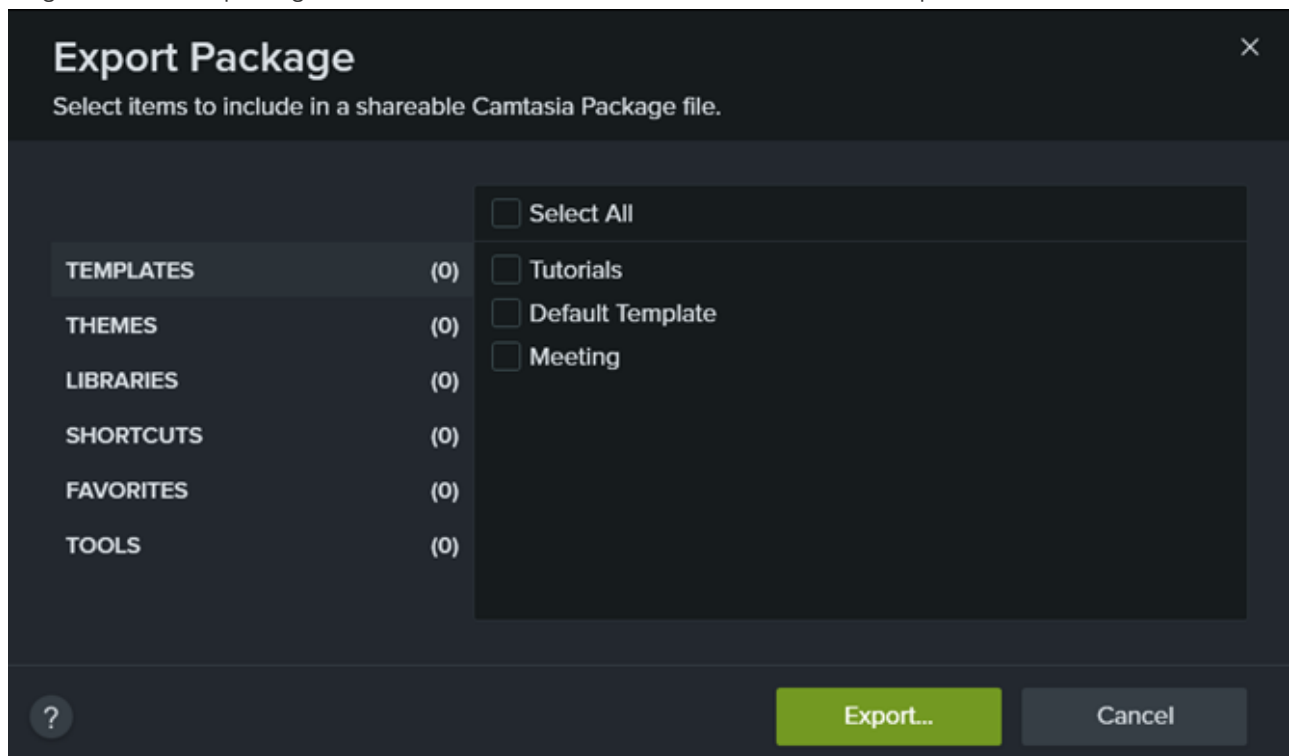 Export Package
Select items to include in a shareable Camtasia Package file.
Select All
TEMPLATES (0)
Tutorials
Default Template
THEMES (0)
Meeting
LIBRARIES (0)
SHORTCUTS (0)
FAVORITES (0)
TOOLS (0)
?
Export...
Cancel